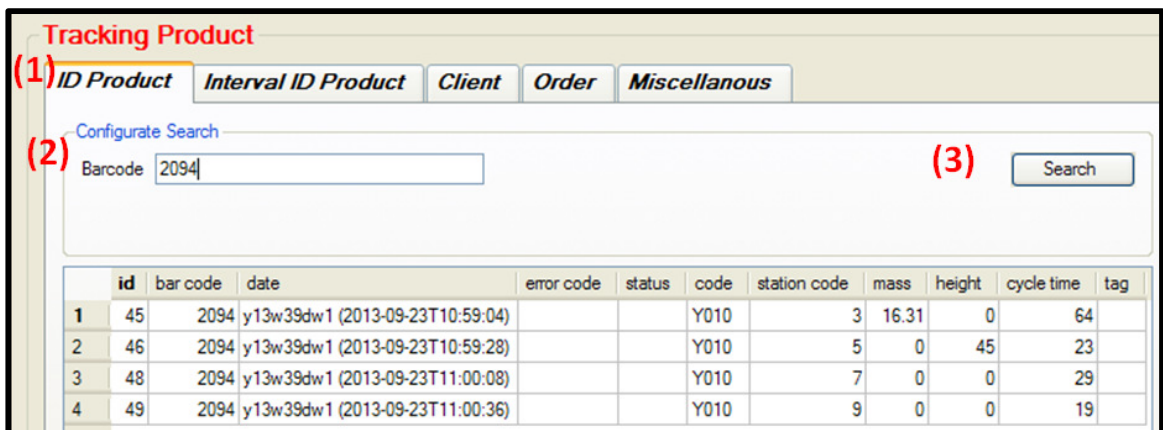 Tracking Product
(1) ID Product Interval ID Product Client Order Miscellanous
Configurate Search
(2) Barcode 2094 (3) Search
id bar code date error code status code station code mass height cycle time tag
1 45 2094 y13w39dw1 (2013-09-23T10:59:04) Y010 3 16.31 0 64
2 46 2094 y13w39dw1 (2013-09-23T10:59:28) Y010 5 0 45 23
3 48 2094 y13w39dw1 (2013-09-23T11:00:08) Y010 7 0 0 29
4 49 2094 y13w39dw1 (2013-09-23T11:00:36) Y010 9 0 0 19